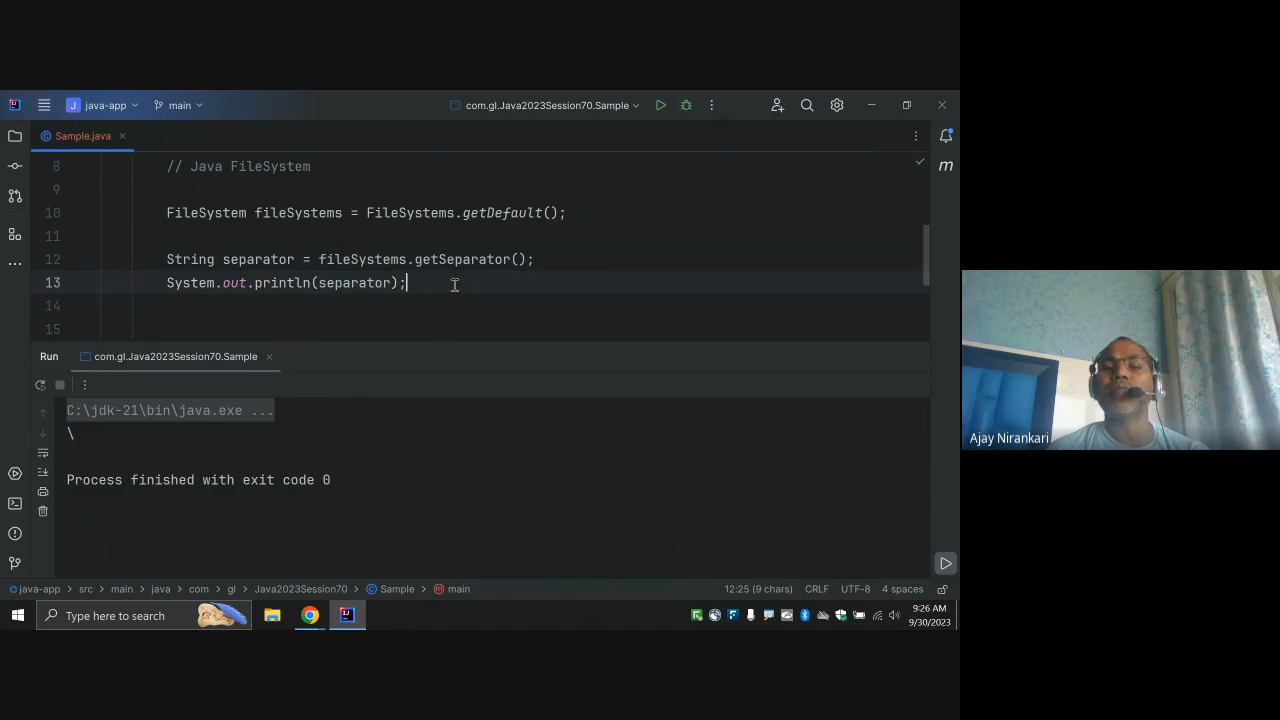 J java-app main com.gl.Java2023Session70.Sample
Sample.java
8 // Java FileSystem
9
10 FileSystem fileSystems = FileSystems.getDefault();
11
12 String separator = fileSystems.getSeparator();
13 System.out.println(separator);
14
15
Run com.gl.Java2023Session70.Sample
C:\jdk-21\bin\java.exe ...
\
Process finished with exit code 0
Ajay Nirankari
java-app > src > main > java > com > gl > Java2023Session70 > Sample > main 12:25 (9 chars) CRLF UTF-8 4 spaces
Type here to search 9:26 AM
9/30/2023